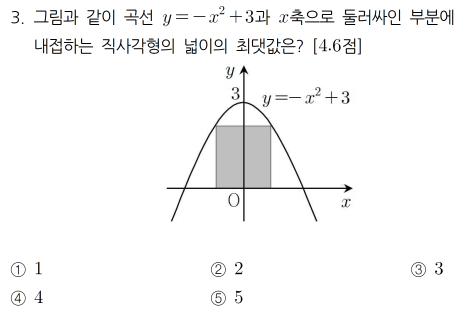 3. 그림과 같이 곡선 y=-x²+3과 x축으로 둘러싸인 부분에
내접하는 직사각형의 넓이의 최댓값은? [4.6점]
y
3
y=-x²+3
O
x
① 1 ② 2 ③ 3
④ 4 ⑤ 5